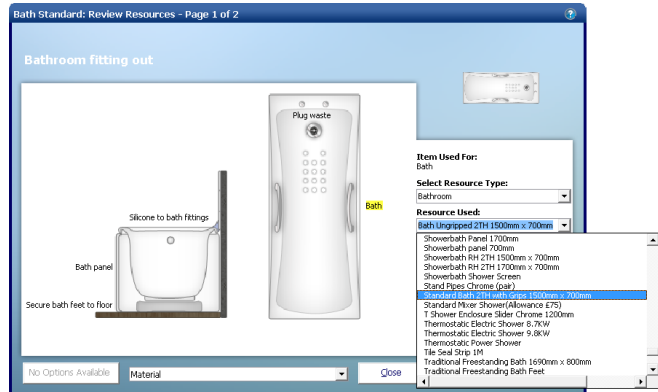 Bath Standard: Review Resources - Page 1 of 2
?
Bathroom fitting out
Plug waste
Bath
Silicone to bath fittings
Bath panel
Secure bath feet to floor
Item Used For:
Bath
Select Resource Type:
Bathroom
Resource Used:
Bath Ungripped 2TH 1500mm x 700mm
Showerbath Panel 1700mm
Showerbath panel 700mm
Showerbath RH 2TH 1500mm x 700mm
Showerbath RH 2TH 1700mm x 700mm
Showerbath Shower Screen
Stand Pipes Chrome (pair)
Standard Bath 2TH with Grips 1500mm x 700mm
Standard Mixer Shower(Allowance £75)
T Shower Enclosure Slider Chrome 1200mm
Thermostatic Electric Shower 8.7KW
Thermostatic Electric Shower 9.8KW
Thermostatic Power Shower
Tile Seal Strip 1M
Traditional Freestanding Bath 1690mm x 800mm
Traditional Freestanding Bath Feet
No Options Available
Material
Close